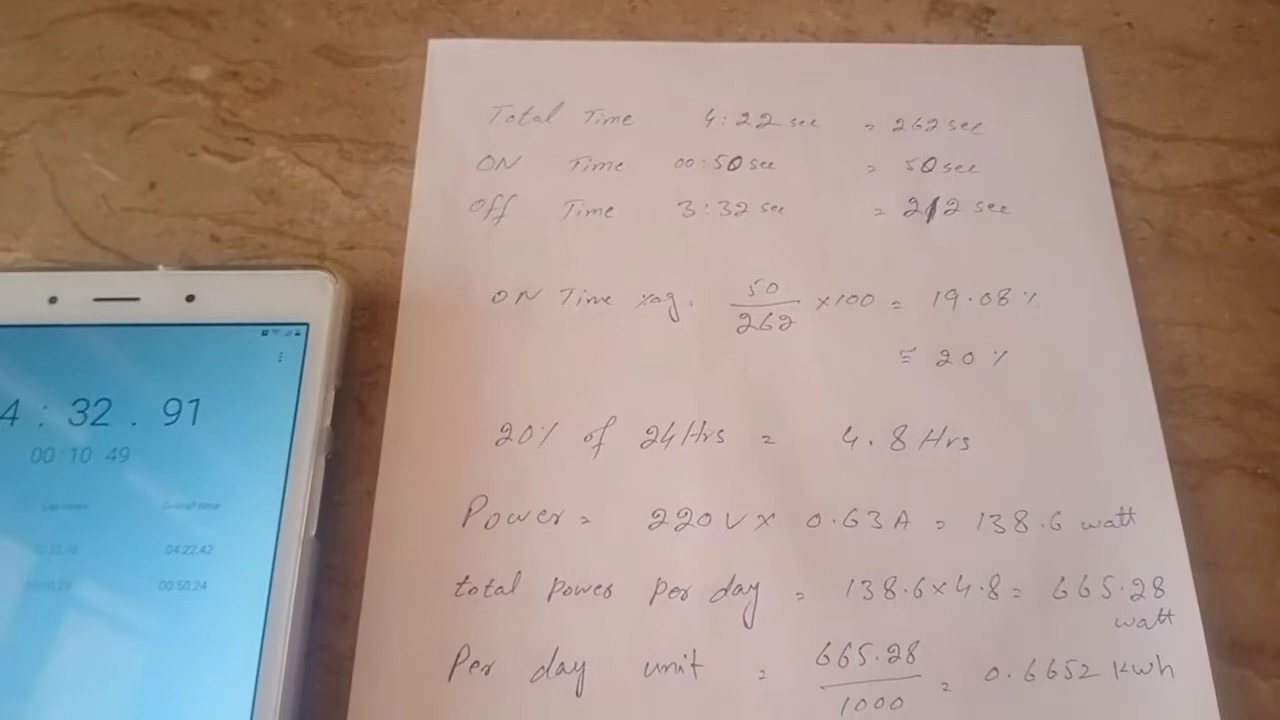 Total Time 4:22 sec = 262 sec
ON Time 00:50 sec = 50 sec
Off Time 3:32 sec = 212 sec
ON Time %ag = 50/262 ×100 = 19.08%
≅ 20%
20% of 24Hrs = 4.8 Hrs
Power = 220V × 0.63A = 138.6 watt
total power per day = 138.6×4.8 = 665.28
watt
Per day unit = 665.28/1000 = 0.6652 kwh
4 : 32 . 91
00:10 49
Overall time
04:22.42
00:50.24